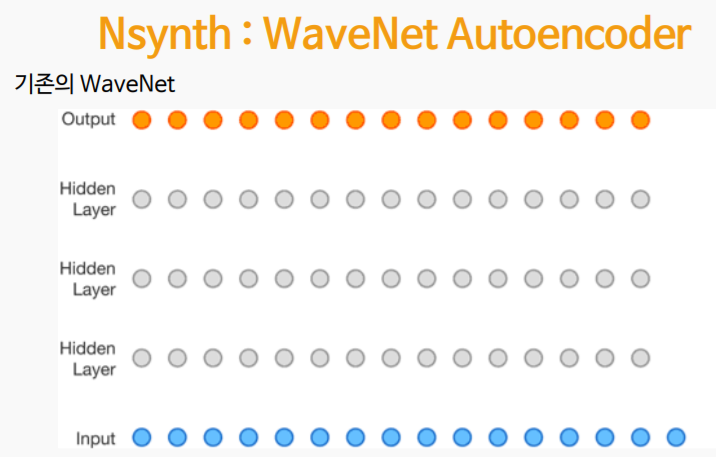 Nsynth : WaveNet Autoencoder
기존의 WaveNet
Output
Hidden
Layer
Hidden
Layer
Hidden
Layer
Input